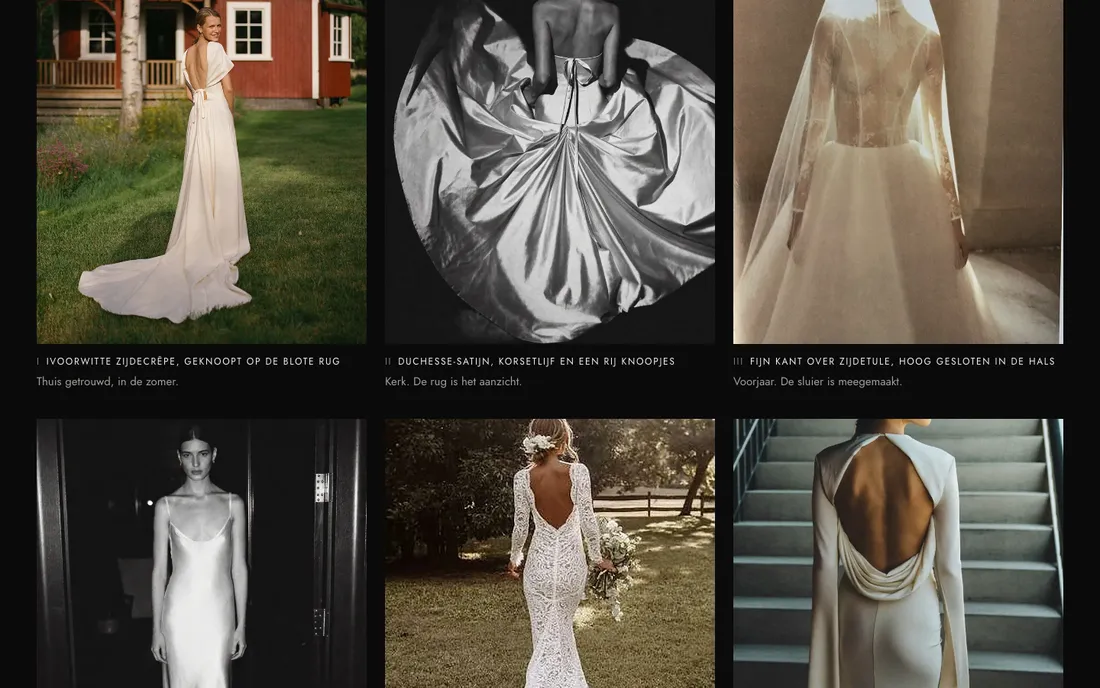 I IVOORWITTE ZIJDECRÊPE, GEKNOOPT OP DE BLOTE RUG
Thuis getrouwd, in de zomer.
II DUCHESSE-SATIJN, KORSETLIJF EN EEN RIJ KNOOPJES
Kerk. De rug is het aanzicht.
III FIJN KANT OVER ZIJDETULE, HOOG GESLOTEN IN DE HALS
Voorjaar. De sluier is meegemaakt.